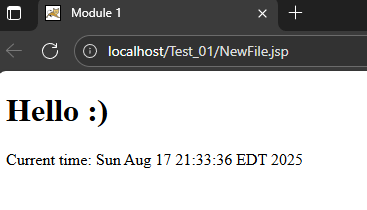 Module 1
localhost/Test_01/NewFile.jsp
Hello :)
Current time: Sun Aug 17 21:33:36 EDT 2025